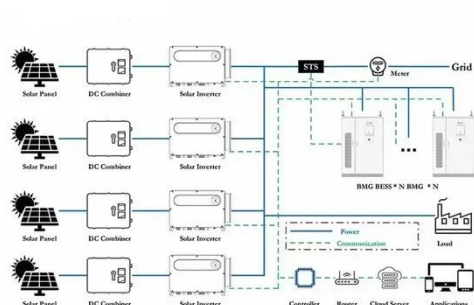 STS
Meter
Grid
Solar Panel
DC Combiner
Solar Inverter
Solar Panel
DC Combiner
Solar Inverter
BMG BESS * N BMG * N
Solar Panel
DC Combiner
Solar Inverter
Power
Communication
Load
Solar Panel
DC Combiner
Solar Inverter
Controller
Router
Cloud Server
Application